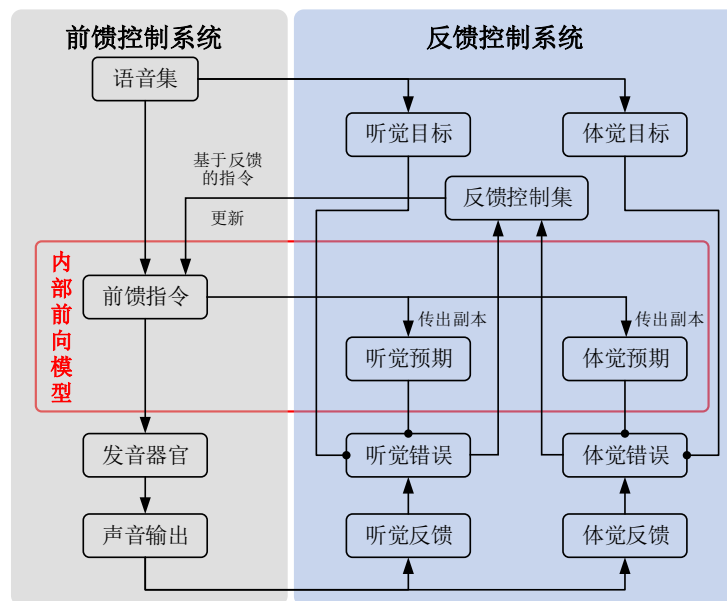 前馈控制系统
反馈控制系统
语音集
听觉目标
体觉目标
基于反馈
的指令
反馈控制集
更新
内部前向模型
前馈指令
传出副本
传出副本
听觉预期
体觉预期
发音器官
听觉错误
体觉错误
声音输出
听觉反馈
体觉反馈